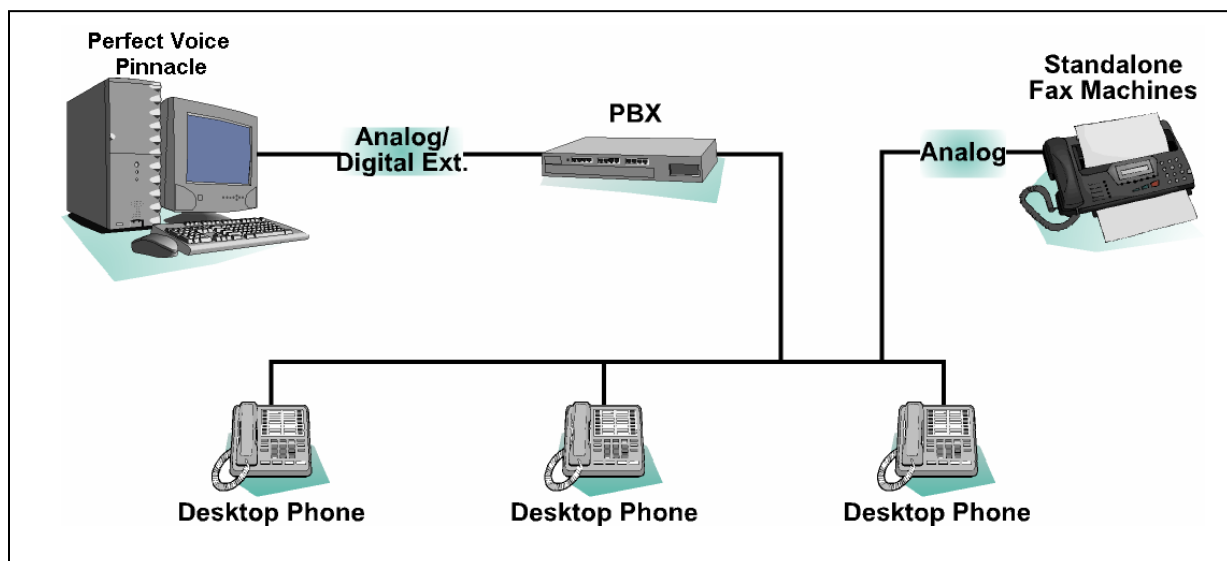 Perfect Voice
Pinnacle
Analog/
Digital Ext.
PBX
Analog
Standalone
Fax Machines
Desktop Phone
Desktop Phone
Desktop Phone